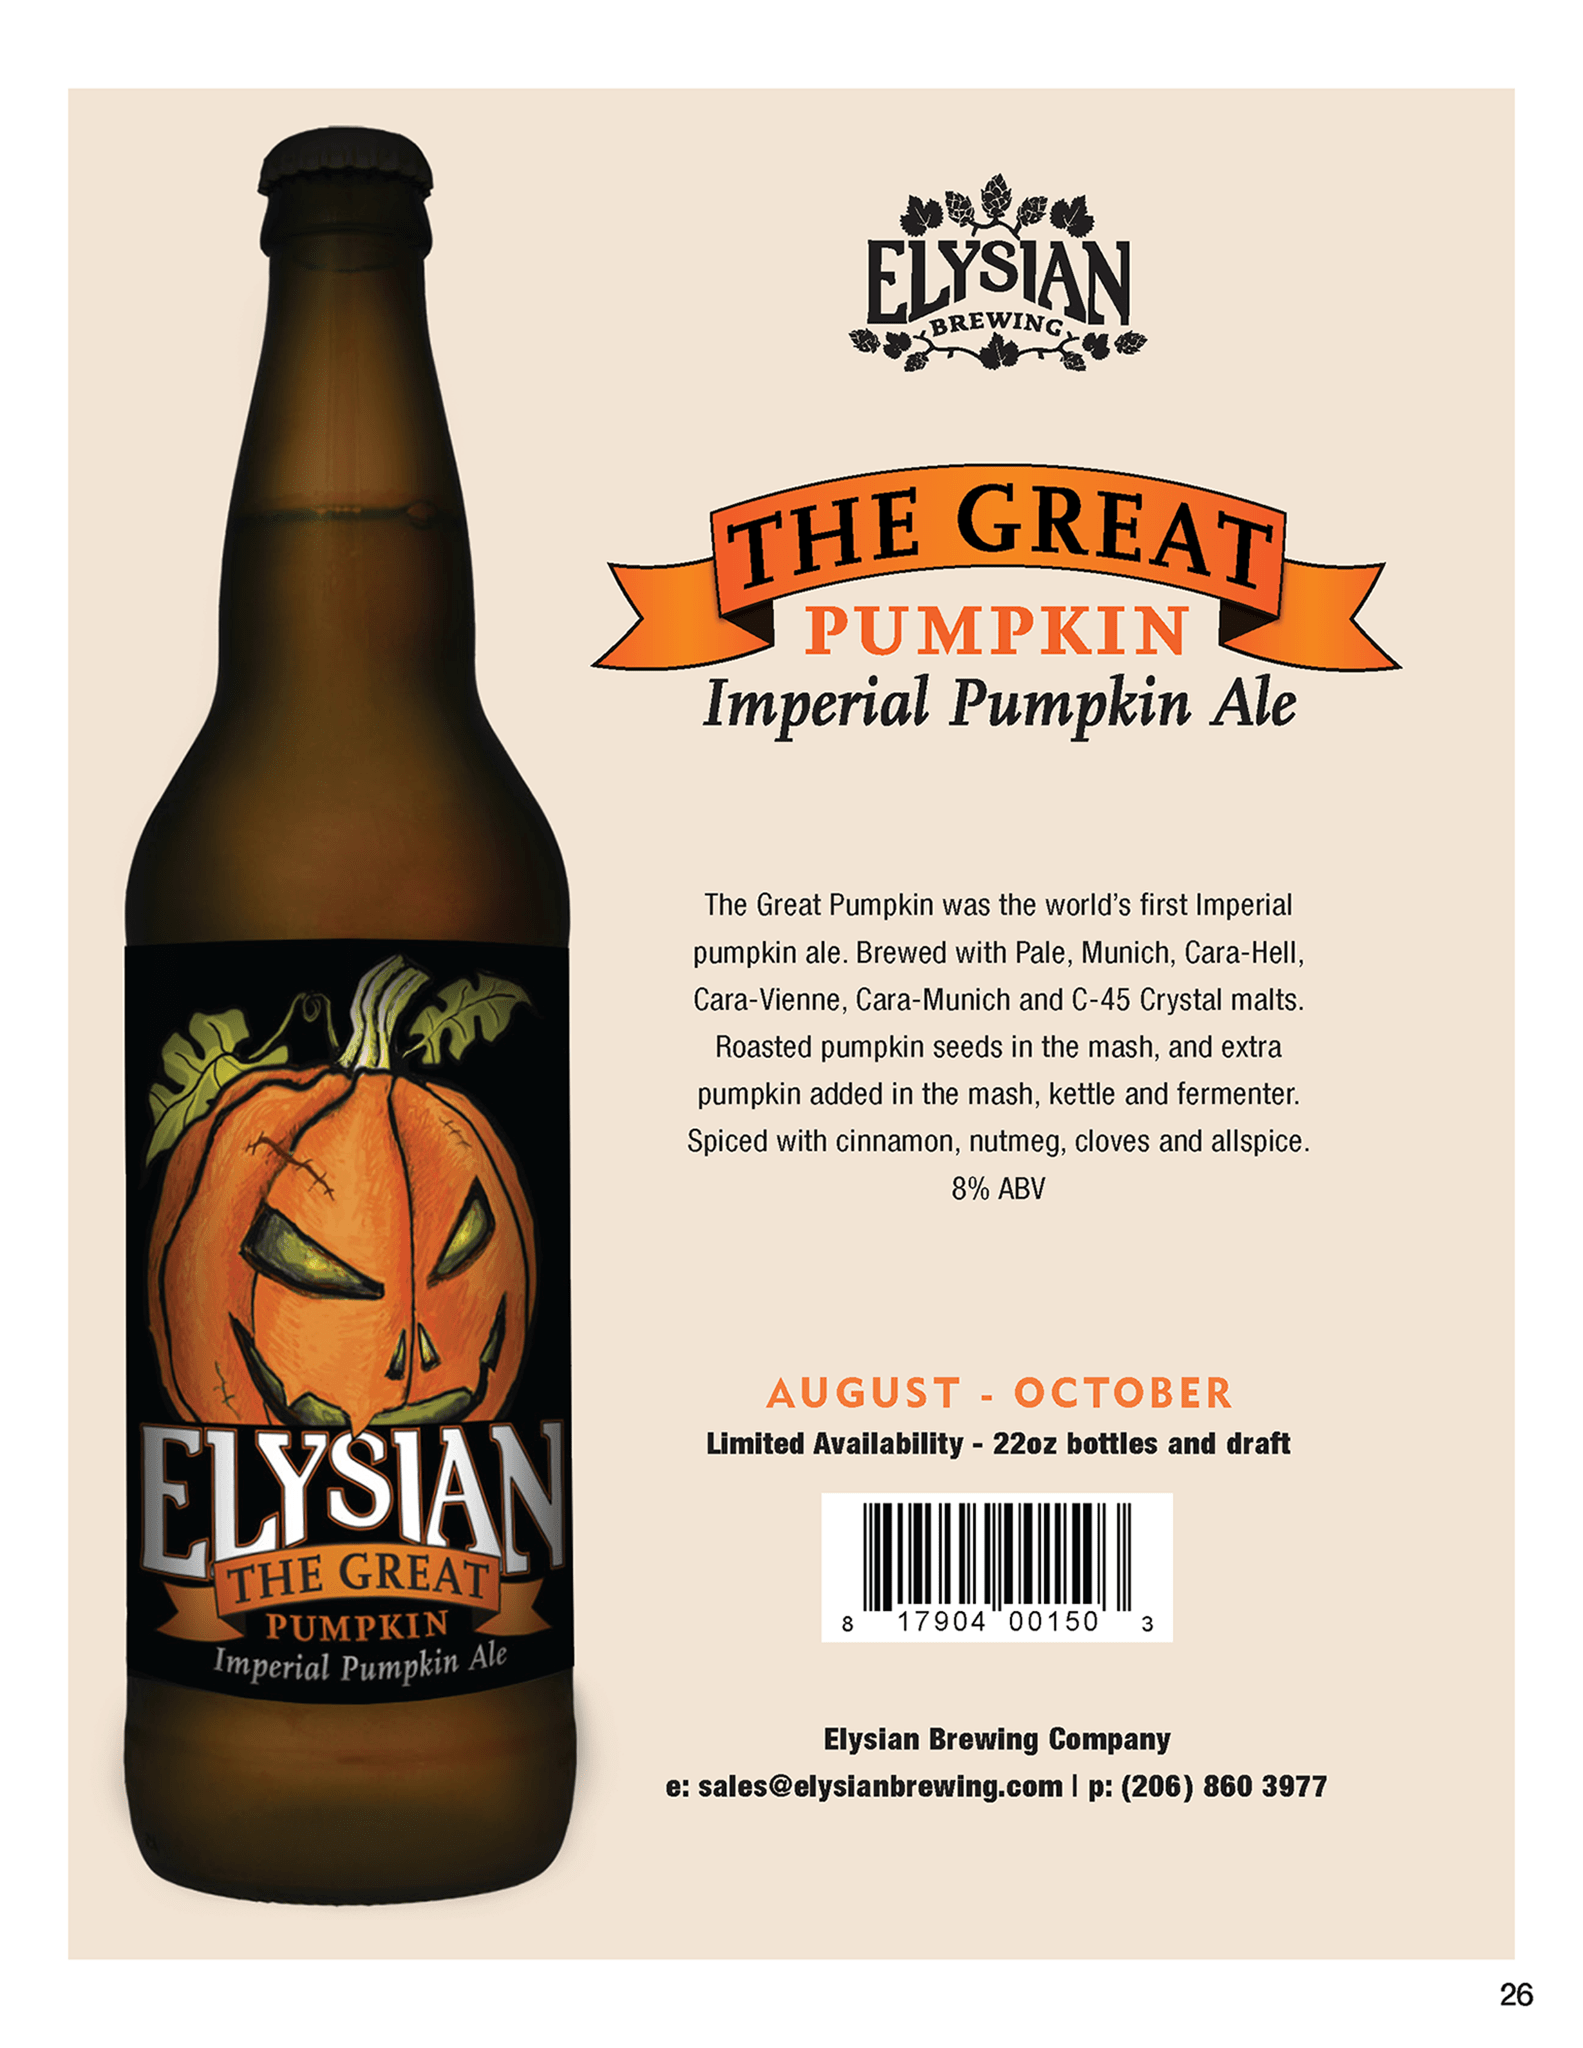 ELYSIAN
BREWING
THE GREAT
PUMPKIN
Imperial Pumpkin Ale
The Great Pumpkin was the world's first Imperial
pumpkin ale. Brewed with Pale, Munich, Cara-Hell,
Cara-Vienne, Cara-Munich and C-45 Crystal malts.
Roasted pumpkin seeds in the mash, and extra
pumpkin added in the mash, kettle and fermenter.
Spiced with cinnamon, nutmeg, cloves and allspice.
8% ABV
AUGUST - OCTOBER
Limited Availability - 22oz bottles and draft
8 17904 00150 3
Elysian Brewing Company
e: sales@elysianbrewing.com | p: (206) 860 3977
ELYSIAN
THE GREAT
PUMPKIN
Imperial Pumpkin Ale
26